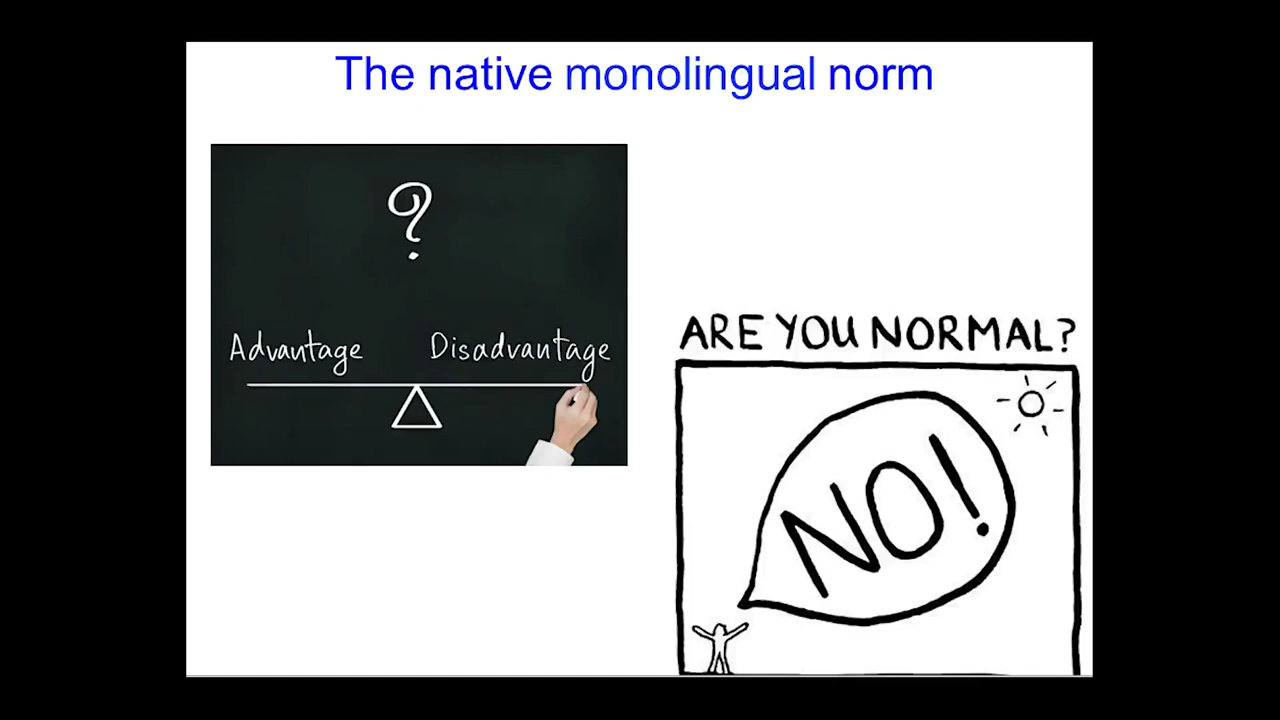 The native monolingual norm
?
Advantage Disadvantage
ARE YOU NORMAL?
NO!